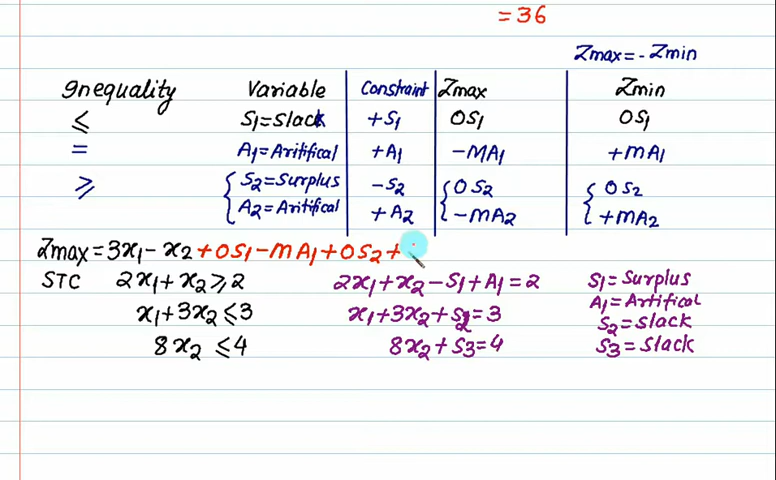 = 36
Zmax = - Zmin
Inequality Variable Constraint Zmax Zmin
≤ S1 = Slack +S1 0S1 0S1
= A1 = Aritifical +A1 -MA1 +MA1
≥ { S2 = Surplus -S2 { 0S2 { 0S2
A2 = Aritifical +A2 -MA2 +MA2
Zmax = 3x1 - x2 + 0S1 - MA1 + 0S2 +
STC 2x1 + x2 ≥ 2 2x1 + x2 - S1 + A1 = 2 S1 = Surplus
x1 + 3x2 ≤ 3 x1 + 3x2 + S2 = 3 A1 = Artifical
S2 = Slack
8x2 ≤ 4 8x2 + S3 = 4 S3 = Slack